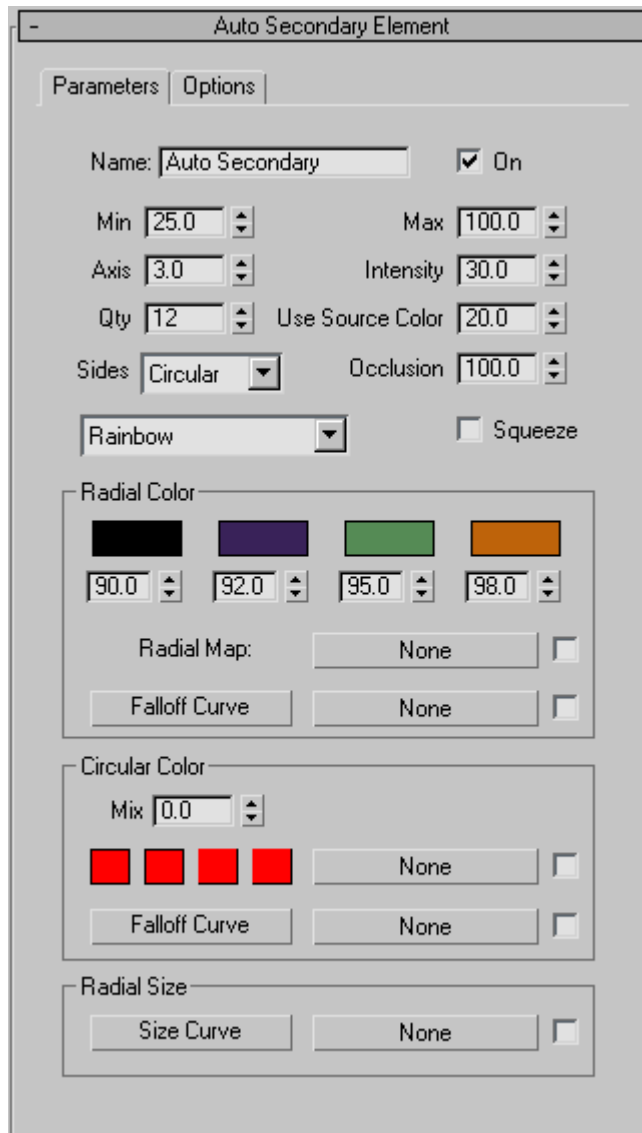 - Auto Secondary Element
Parameters Options
Name: Auto Secondary On
Min 25.0 Max 100.0
Axis 3.0 Intensity 30.0
Qty 12 Use Source Color 20.0
Sides Circular Occlusion 100.0
Rainbow Squeeze
Radial Color
90.0 92.0 95.0 98.0
Radial Map: None
Falloff Curve None
Circular Color
Mix 0.0
None
Falloff Curve None
Radial Size
Size Curve None